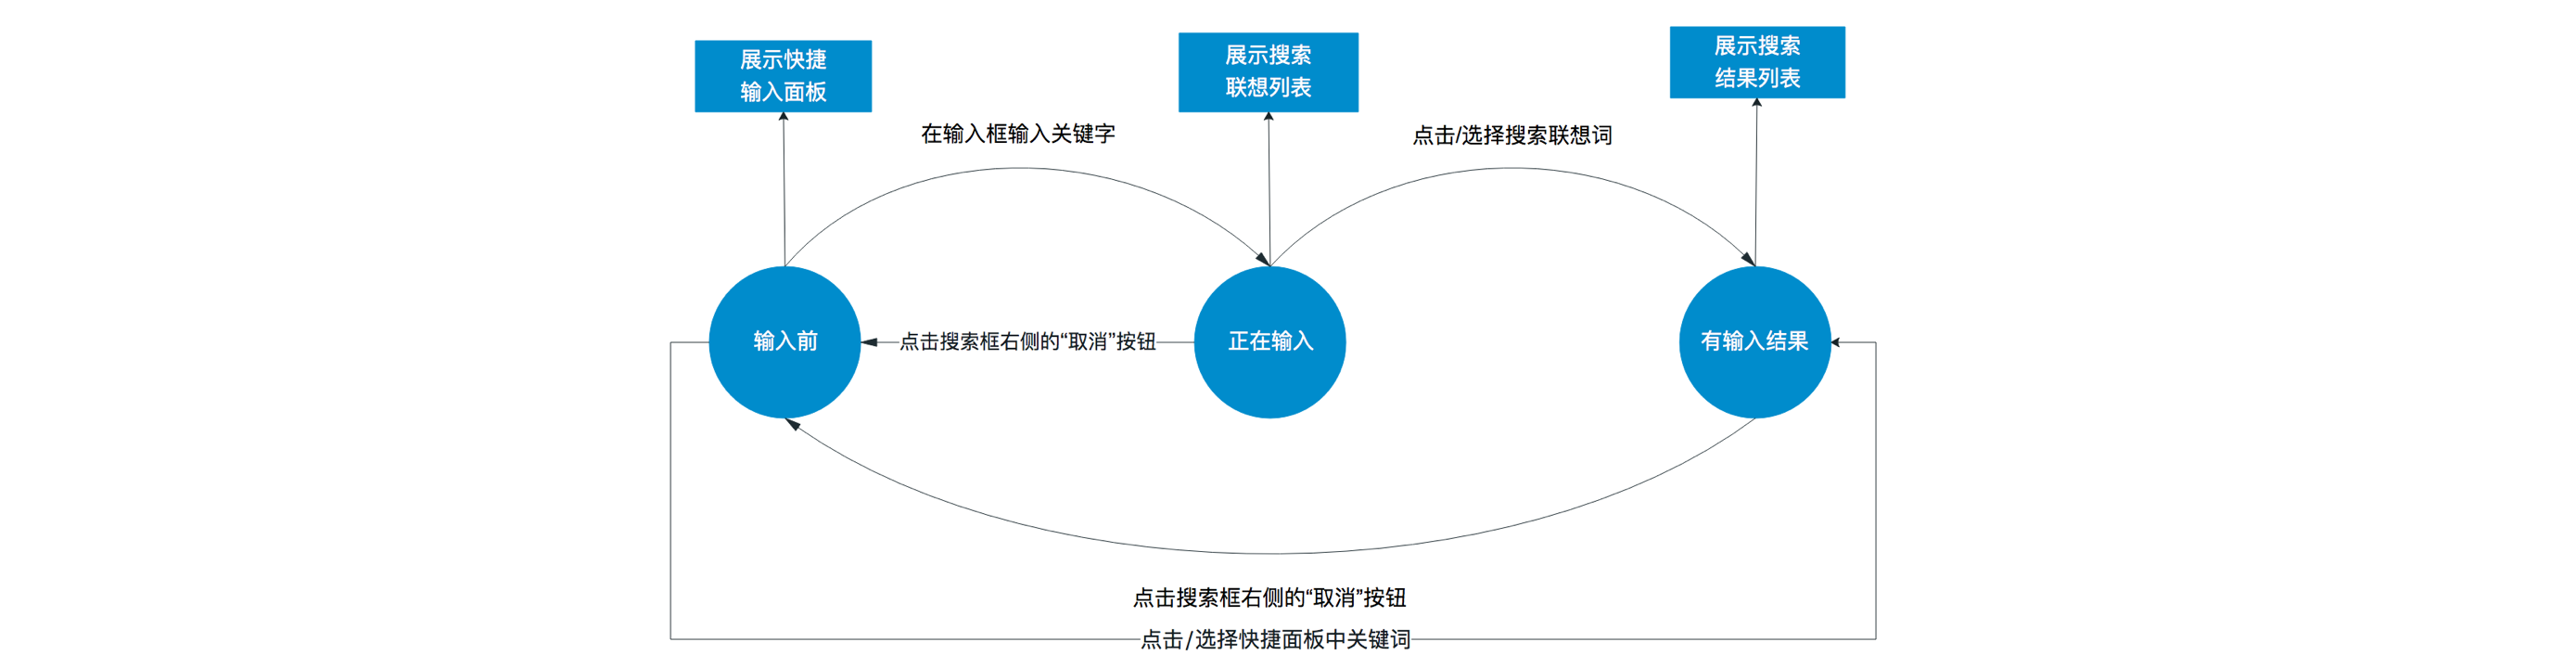 展示快捷
输入面板
展示搜索
联想列表
展示搜索
结果列表
在输入框输入关键字
点击/选择搜索联想词
输入前
点击搜索框右侧的“取消”按钮
正在输入
有输入结果
点击搜索框右侧的“取消”按钮
点击/选择快捷面板中关键词